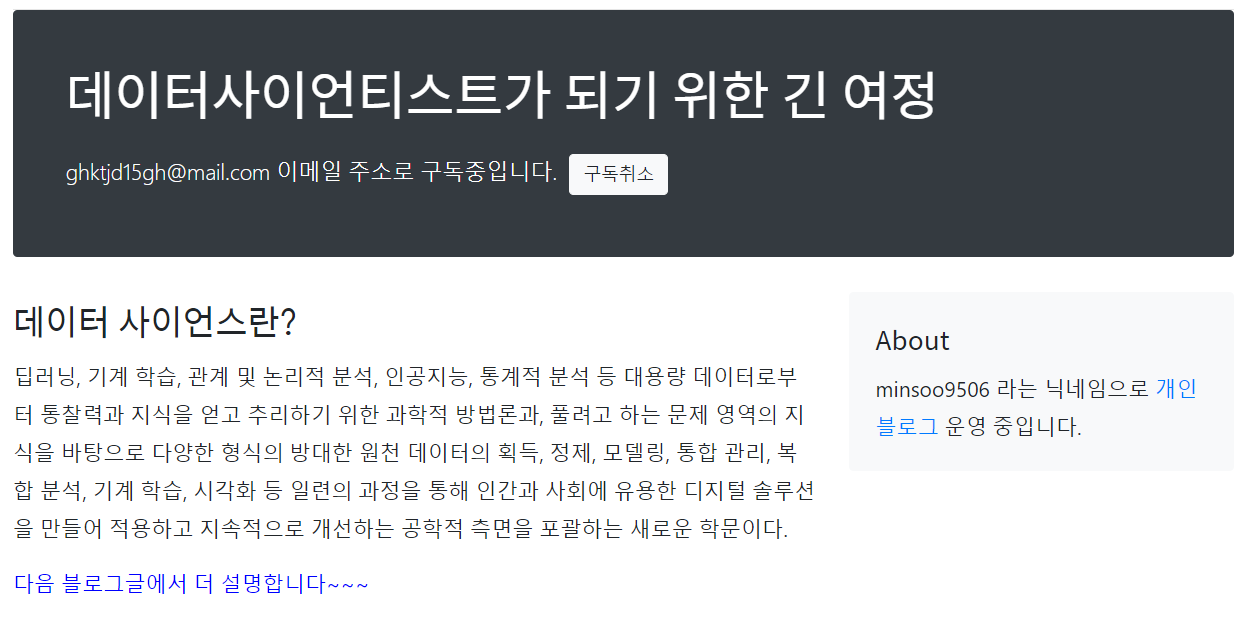 데이터사이언티스트가 되기 위한 긴 여정
ghktjd15gh@mail.com 이메일 주소로 구독중입니다. 구독취소
데이터 사이언스란?
딥러닝, 기계 학습, 관계 및 논리적 분석, 인공지능, 통계적 분석 등 대용량 데이터로부
터 통찰력과 지식을 얻고 추리하기 위한 과학적 방법론과, 풀려고 하는 문제 영역의 지
식을 바탕으로 다양한 형식의 방대한 원천 데이터의 획득, 정제, 모델링, 통합 관리, 복
합 분석, 기계 학습, 시각화 등 일련의 과정을 통해 인간과 사회에 유용한 디지털 솔루션
을 만들어 적용하고 지속적으로 개선하는 공학적 측면을 포괄하는 새로운 학문이다.
다음 블로그글에서 더 설명합니다~~~
About
minsoo9506 라는 닉네임으로 개인
블로그 운영 중입니다.